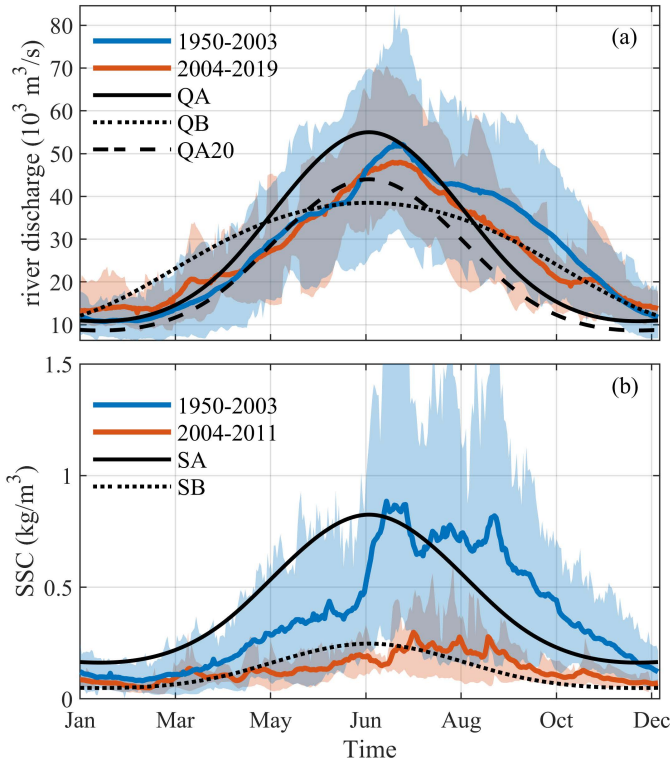 80
70
60
50
40
30
20
10
river discharge (10³ m³/s)
(a)
1950-2003
2004-2019
QA
QB
QA20
1.5
1
0.5
0
SSC (kg/m³)
(b)
1950-2003
2004-2011
SA
SB
Jan Mar May Jun Aug Oct Dec
Time